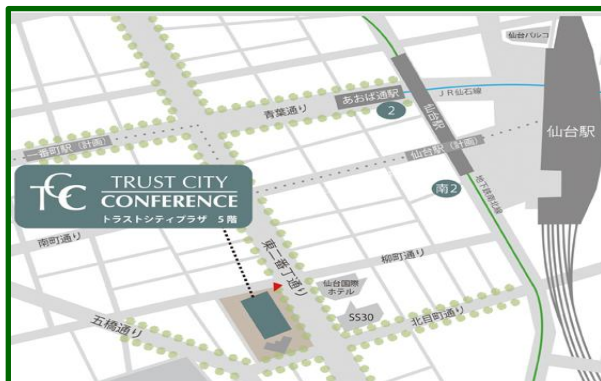 仙台パルコ
JR仙石線
あおば通駅
2
青葉通り
仙台駅
仙台駅
一番町駅(計画)
仙台駅(計画)
TCC
TRUST CITY
CONFERENCE
トラストシティプラザ 5階
南2
地下鉄南北線
南町通り
東二番丁通り
柳町通り
仙台国際
ホテル
SS30
五橋通り
北目町通り